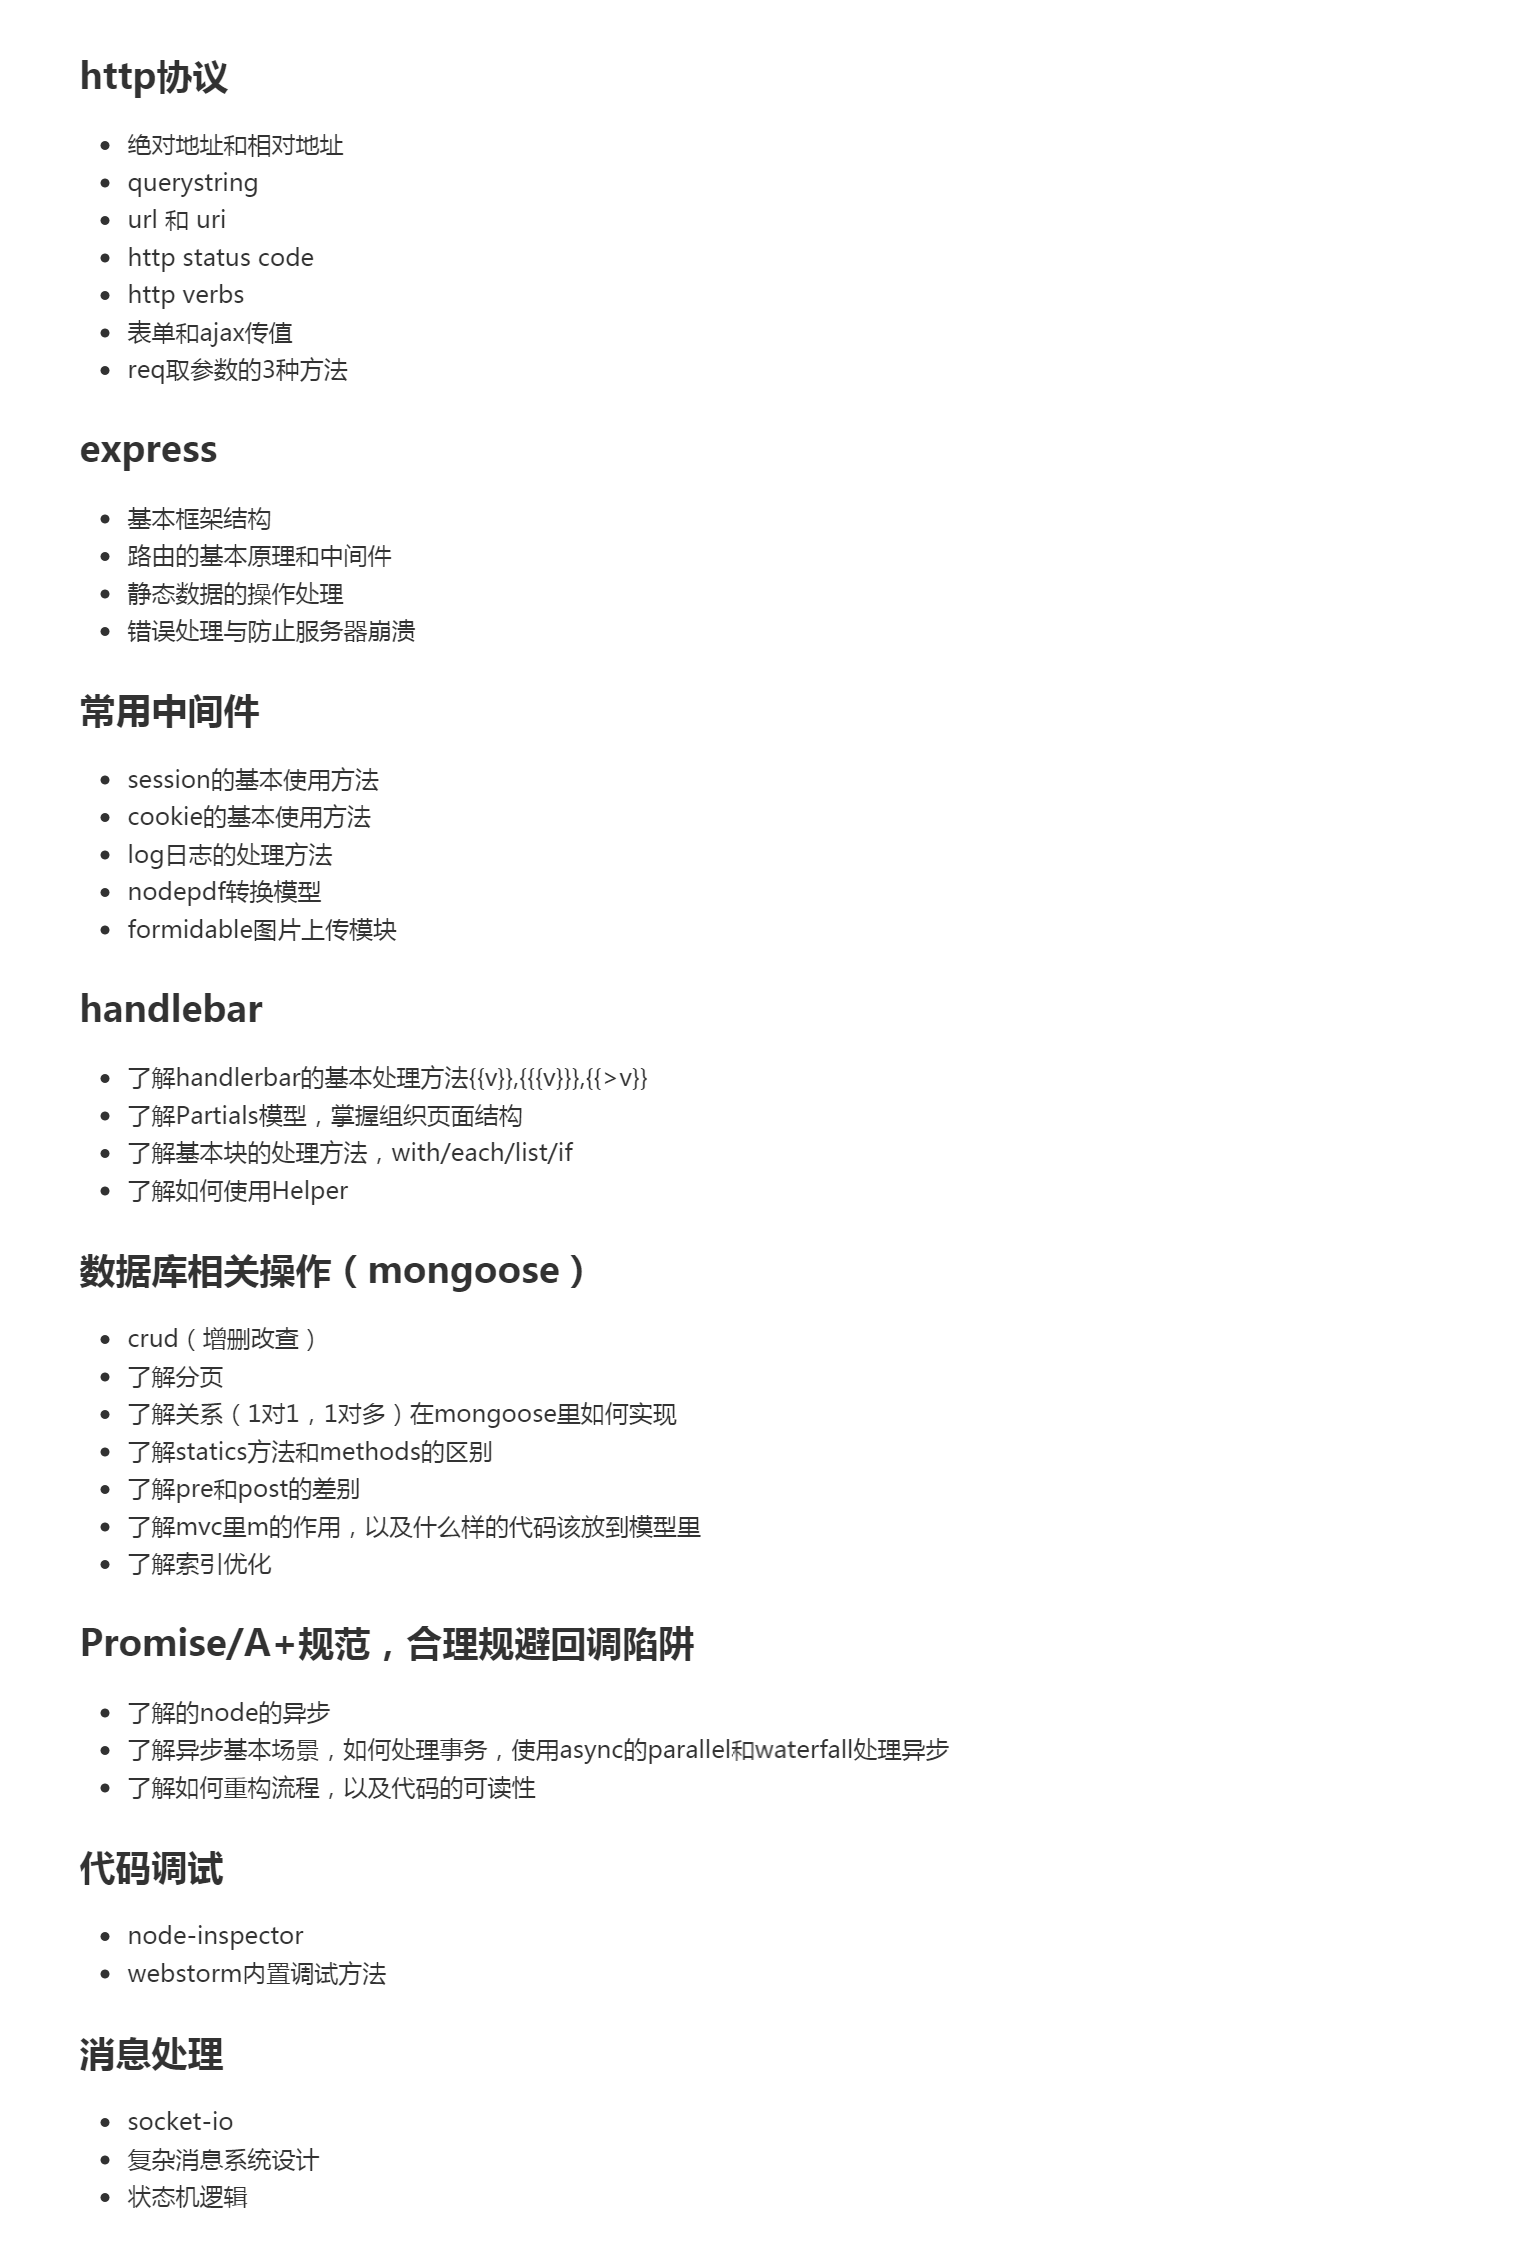 http协议
绝对地址和相对地址
querystring
url 和 uri
http status code
http verbs
表单和ajax传值
req取参数的3种方法
express
基本框架结构
路由的基本原理和中间件
静态数据的操作处理
错误处理与防止服务器崩溃
常用中间件
session的基本使用方法
cookie的基本使用方法
log日志的处理方法
nodepdf转换模型
formidable图片上传模块
handlebar
了解handlerbar的基本处理方法{{v}},{{{v}}},{{>v}}
了解Partials模型，掌握组织页面结构
了解基本块的处理方法，with/each/list/if
了解如何使用Helper
数据库相关操作（mongoose）
crud（增删改查）
了解分页
了解关系（1对1，1对多）在mongoose里如何实现
了解statics方法和methods的区别
了解pre和post的差别
了解mvc里m的作用，以及什么样的代码该放到模型里
了解索引优化
Promise/A+规范，合理规避回调陷阱
了解的node的异步
了解异步基本场景，如何处理事务，使用async的parallel和waterfall处理异步
了解如何重构流程，以及代码的可读性
代码调试
node-inspector
webstorm内置调试方法
消息处理
socket-io
复杂消息系统设计
状态机逻辑